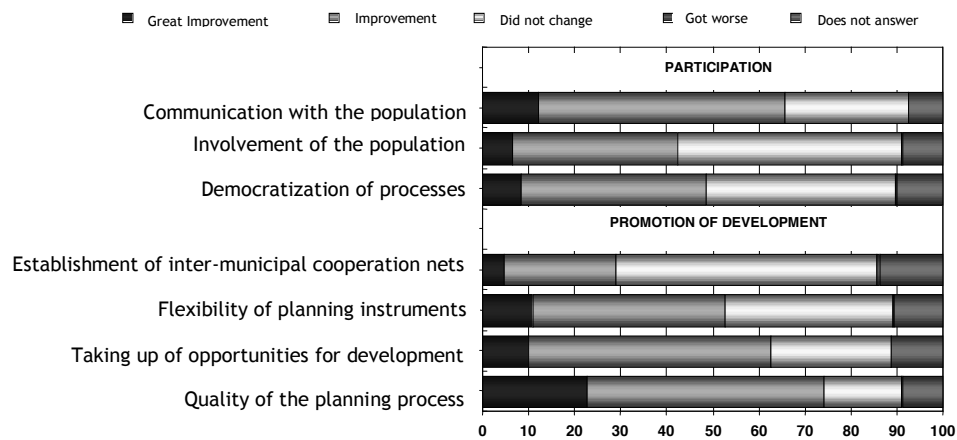 Great Improvement Improvement Did not change Got worse Does not answer
PARTICIPATION
Communication with the population
Involvement of the population
Democratization of processes
PROMOTION OF DEVELOPMENT
Establishment of inter-municipal cooperation nets
Flexibility of planning instruments
Taking up of opportunities for development
Quality of the planning process
0 10 20 30 40 50 60 70 80 90 100